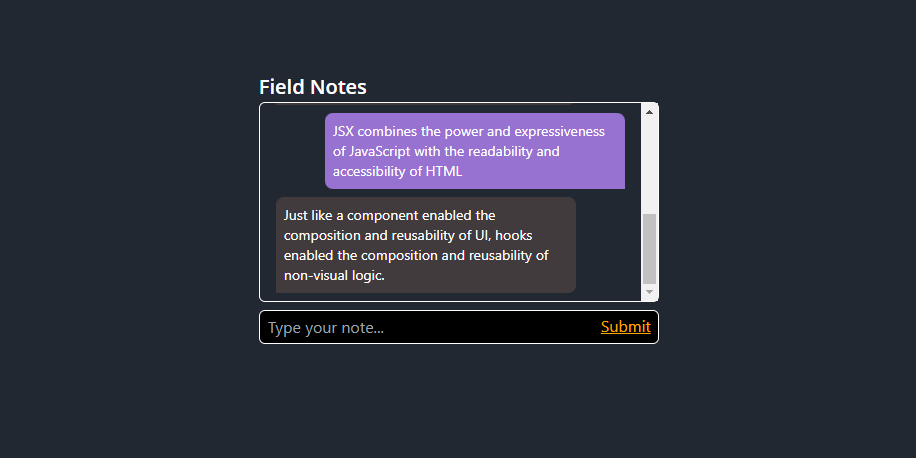 Field Notes
JSX combines the power and expressiveness
of JavaScript with the readability and
accessibility of HTML
Just like a component enabled the
composition and reusability of UI, hooks
enabled the composition and reusability of
non-visual logic.
Type your note...
Submit